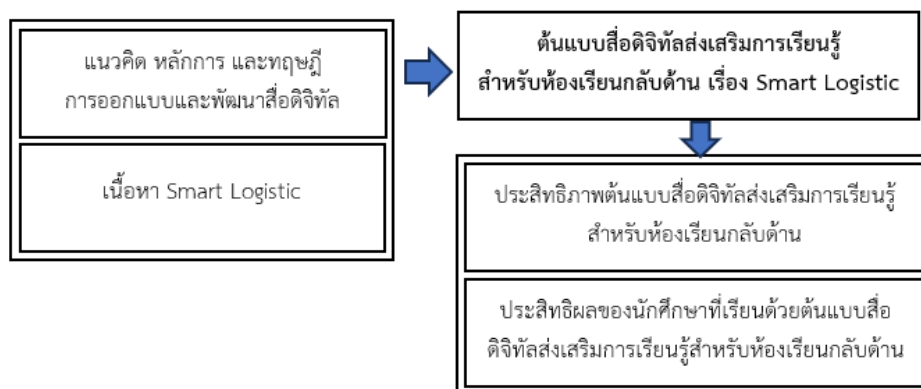 แนวคิด หลักการ และทฤษฎี
การออกแบบและพัฒนาสื่อดิจิทัล
เนื้อหา Smart Logistic
ต้นแบบสื่อดิจิทัลส่งเสริมการเรียนรู้
สำหรับห้องเรียนกลับด้าน เรื่อง Smart Logistic
ประสิทธิภาพต้นแบบสื่อดิจิทัลส่งเสริมการเรียนรู้
สำหรับห้องเรียนกลับด้าน
ประสิทธิผลของนักศึกษาที่เรียนด้วยต้นแบบสื่อ
ดิจิทัลส่งเสริมการเรียนรู้สำหรับห้องเรียนกลับด้าน